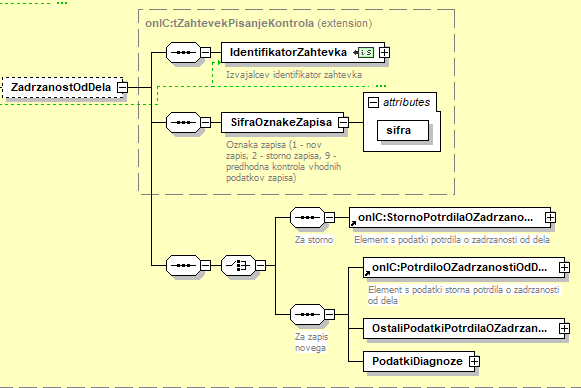 onIC:tZahtevekPisanjeKontrola (extension)
IdentifikatorZahtevka
Izvajalcev identifikator zahtevka
ZadrzanostOdDela
SifraOznakeZapisa
attributes
sifra
Oznaka zapisa (1 - nov
zapis, 2 - storno zapisa, 9 -
predhodna kontrola vhodnih
podatkov zapisa)
onIC:StornoPotrdilaOZadrzano...
Za storno
Element s podatki potrdila o zadrzanosti od dela
onIC:PotrdiloOZadrzanostiOdD...
Element s podatki storna potrdila o zadrzanosti
od dela
Za zapis
novega
OstaliPodatkiPotrdilaOZadrzan...
PodatkiDiagnoze